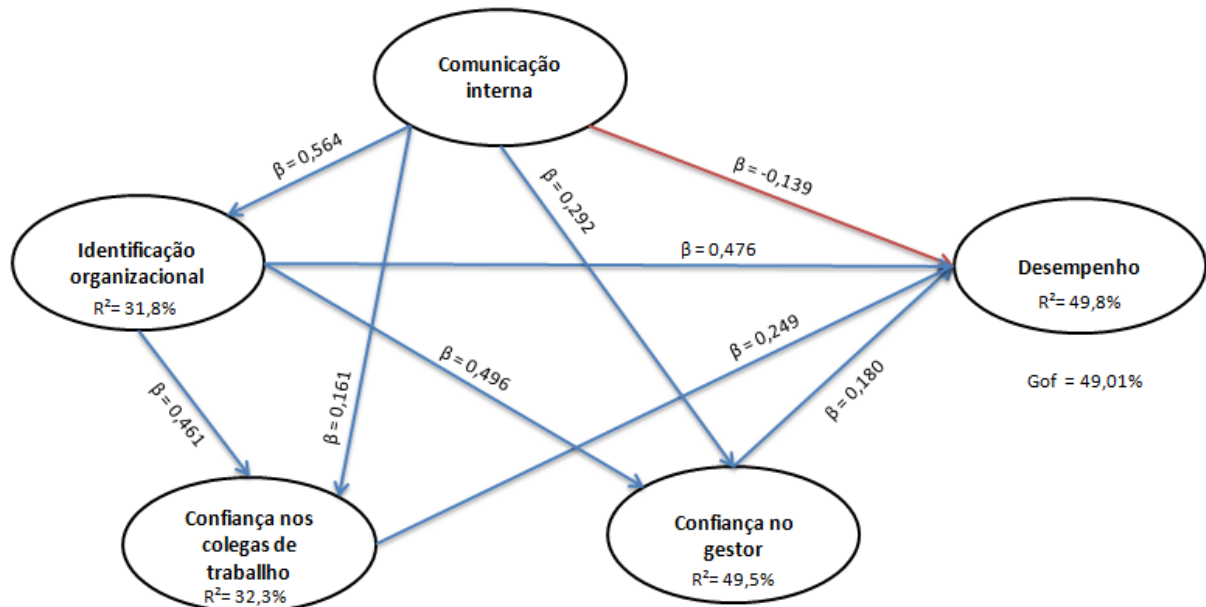 Comunicação
interna
β = 0,564
β = -0,139
β = 0,292
Identificação
organizacional
R²= 31,8%
β = 0,476
Desempenho
R²= 49,8%
β = 0,249
β = 0,496
β = 0,180
Gof = 49,01%
β = 0,461
β = 0,161
Confiança nos
colegas de
traballho
R²= 32,3%
Confiança no
gestor
R²= 49,5%